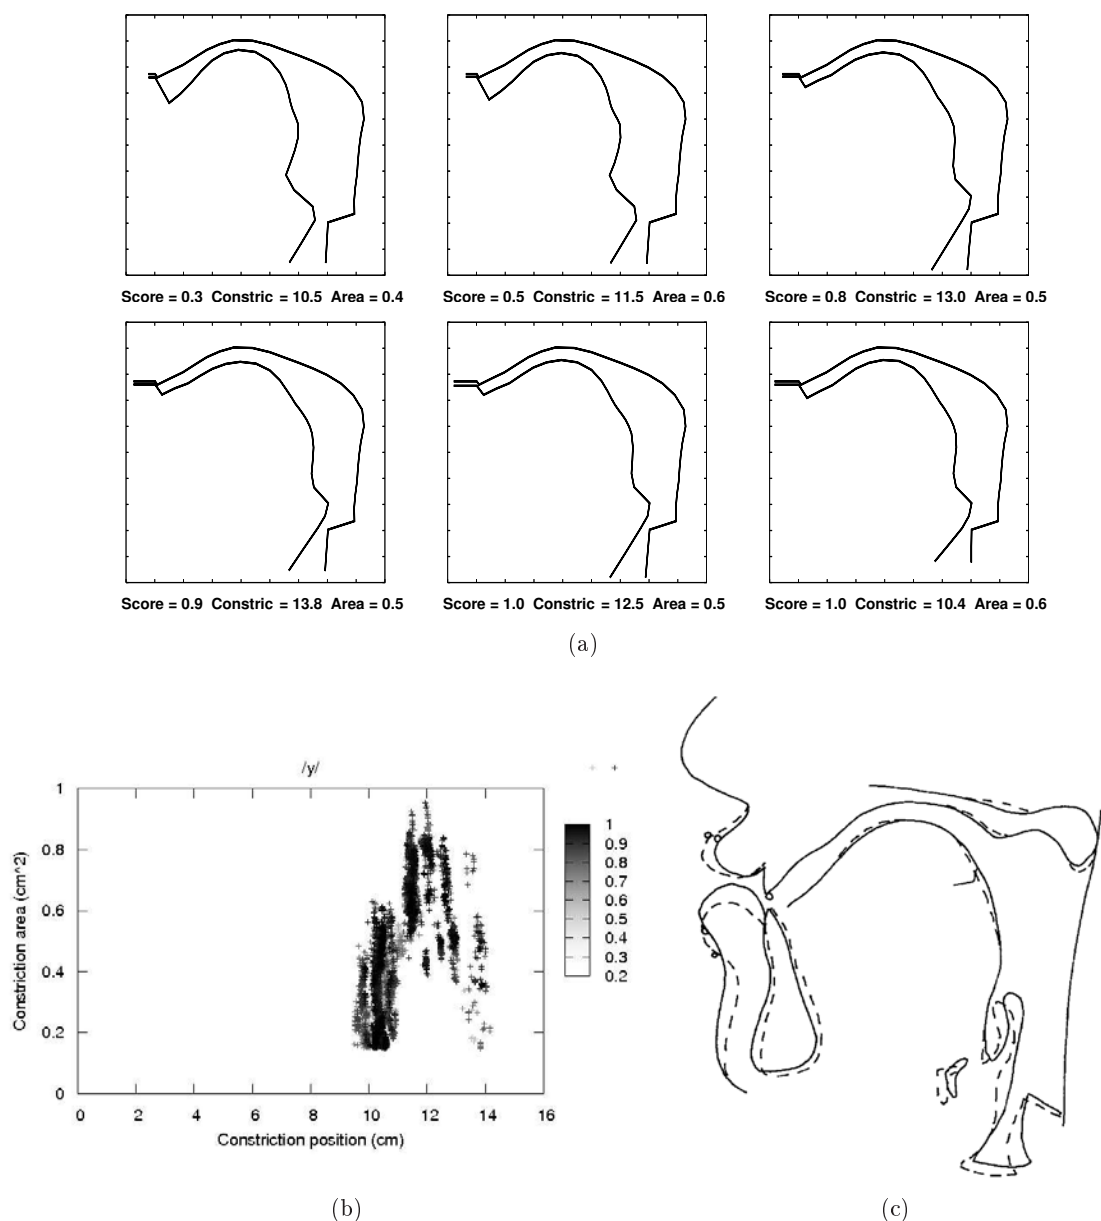 Score = 0.3 Constric = 10.5 Area = 0.4
Score = 0.5 Constric = 11.5 Area = 0.6
Score = 0.8 Constric = 13.0 Area = 0.5
Score = 0.9 Constric = 13.8 Area = 0.5
Score = 1.0 Constric = 12.5 Area = 0.5
Score = 1.0 Constric = 10.4 Area = 0.6
(a)
/y/
1
0.8
0.6
0.4
0.2
0
Constriction area (cm^2)
0 2 4 6 8 10 12 14 16
Constriction position (cm)
1
0.9
0.8
0.7
0.6
0.5
0.4
0.3
0.2
(b)
(c)